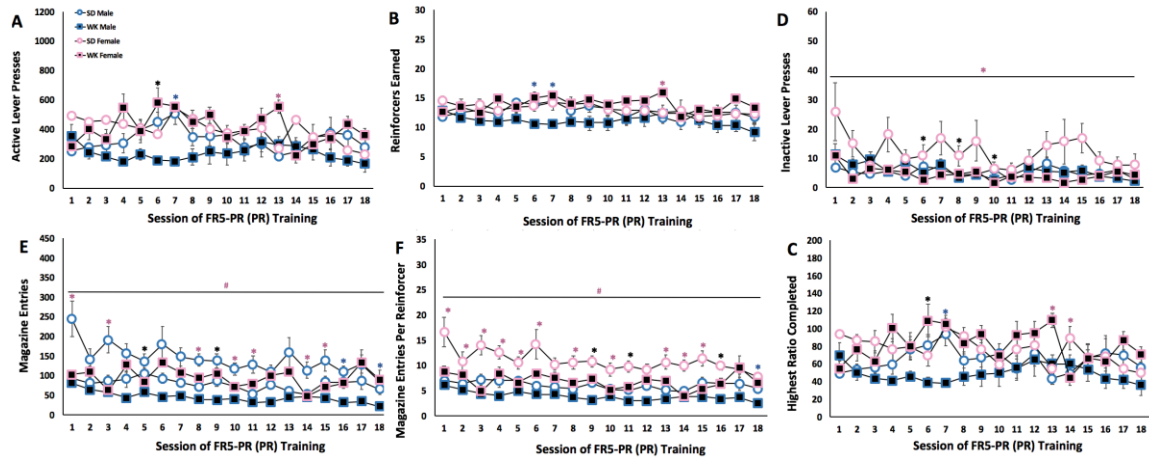 A
Active Lever Presses
1200
1000
800
600
400
200
0
SD Male
WK Male
SD Female
WK Female
*
*
*
1 2 3 4 5 6 7 8 9 10 11 12 13 14 15 16 17 18
Session of FR5-PR (PR) Training
B
Reinforcers Earned
30
25
20
15
10
5
0
* * *
1 2 3 4 5 6 7 8 9 10 11 12 13 14 15 16 17 18
Session of FR5-PR (PR) Training
D
Inactive Lever Presses
60
50
40
30
20
10
0
*
* * *
1 2 3 4 5 6 7 8 9 10 11 12 13 14 15 16 17 18
Session of FR5-PR (PR) Training
E
Magazine Entries
450
400
350
300
250
200
150
100
50
0
#
* * * * * * * * * * * *
1 2 3 4 5 6 7 8 9 10 11 12 13 14 15 16 17 18
Session of FR5-PR (PR) Training
F
Magazine Entries Per Reinforcer
35
30
25
20
15
10
5
0
#
* * * * * * * * * * * * * * *
1 2 3 4 5 6 7 8 9 10 11 12 13 14 15 16 17 18
Session of FR5-PR (PR) Training
C
Highest Ratio Completed
200
180
160
140
120
100
80
60
40
20
0
* * * *
1 2 3 4 5 6 7 8 9 10 11 12 13 14 15 16 17 18
Session of FR5-PR (PR) Training